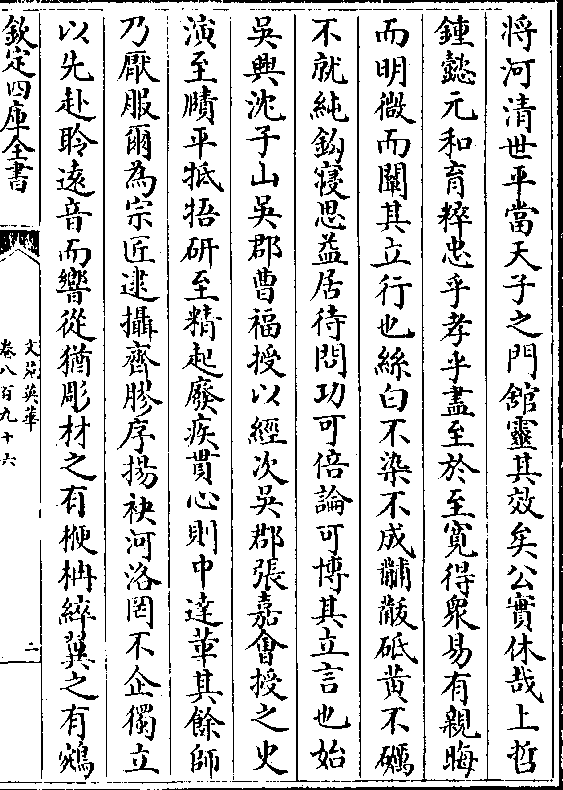 將河清世平當天子之門館靈其效矣公實休哉上哲
鍾懿元和育粹忠乎孝乎盡至於至寛得衆易有親晦
而明微而闡其立行也絲白不染不成黼黻砥黄不礪
不就純鈎寢思益居待問功可倍論可博其立言也始
吳興沈子山吳郡曹福授以經次吳郡張嘉會授之史
演至賾平牴牾研至精起廢疾貫心則中達莘其餘師
乃厭服爾為宗匠逮攝齊膠序揚袂河洛罔不企獨立
以先赴聆遠音而響從猶彫材之有楩柟綷翼之有鵷
欽定四庫全書
文苑英華
卷八百九十六
二